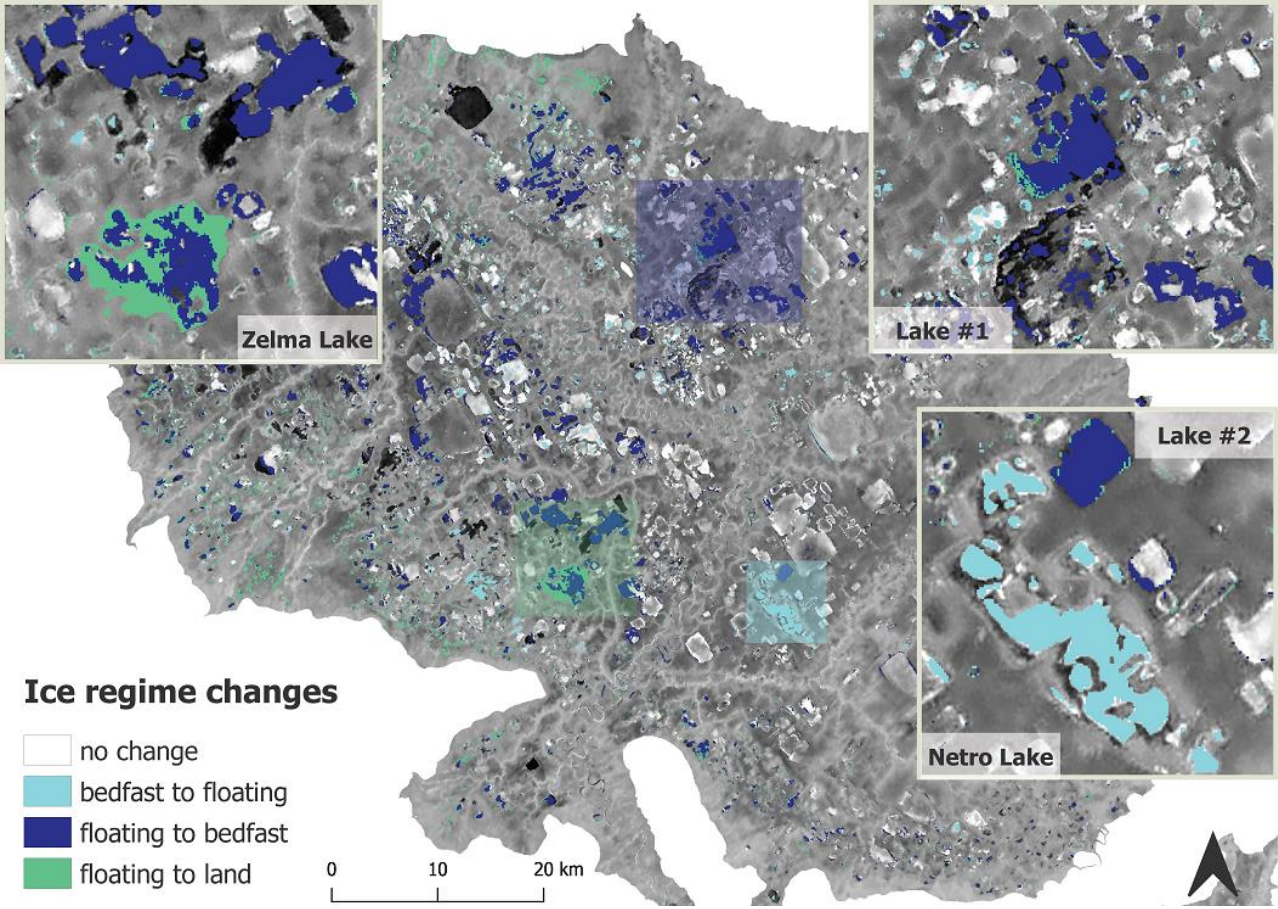 Zelma Lake
Lake #1
Lake #2
Netro Lake
Ice regime changes
no change
bedfast to floating
floating to bedfast
floating to land
0 10 20 km